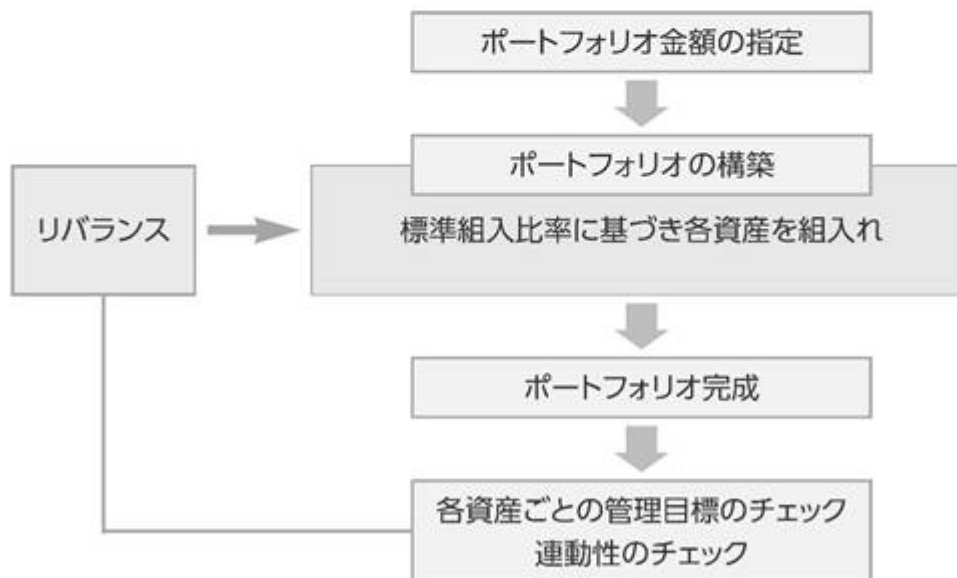 ポートフォリオ金額の指定
ポートフォリオの構築
リバランス
標準組入比率に基づき各資産を組入れ
ポートフォリオ完成
各資産ごとの管理目標のチェック
連動性のチェック